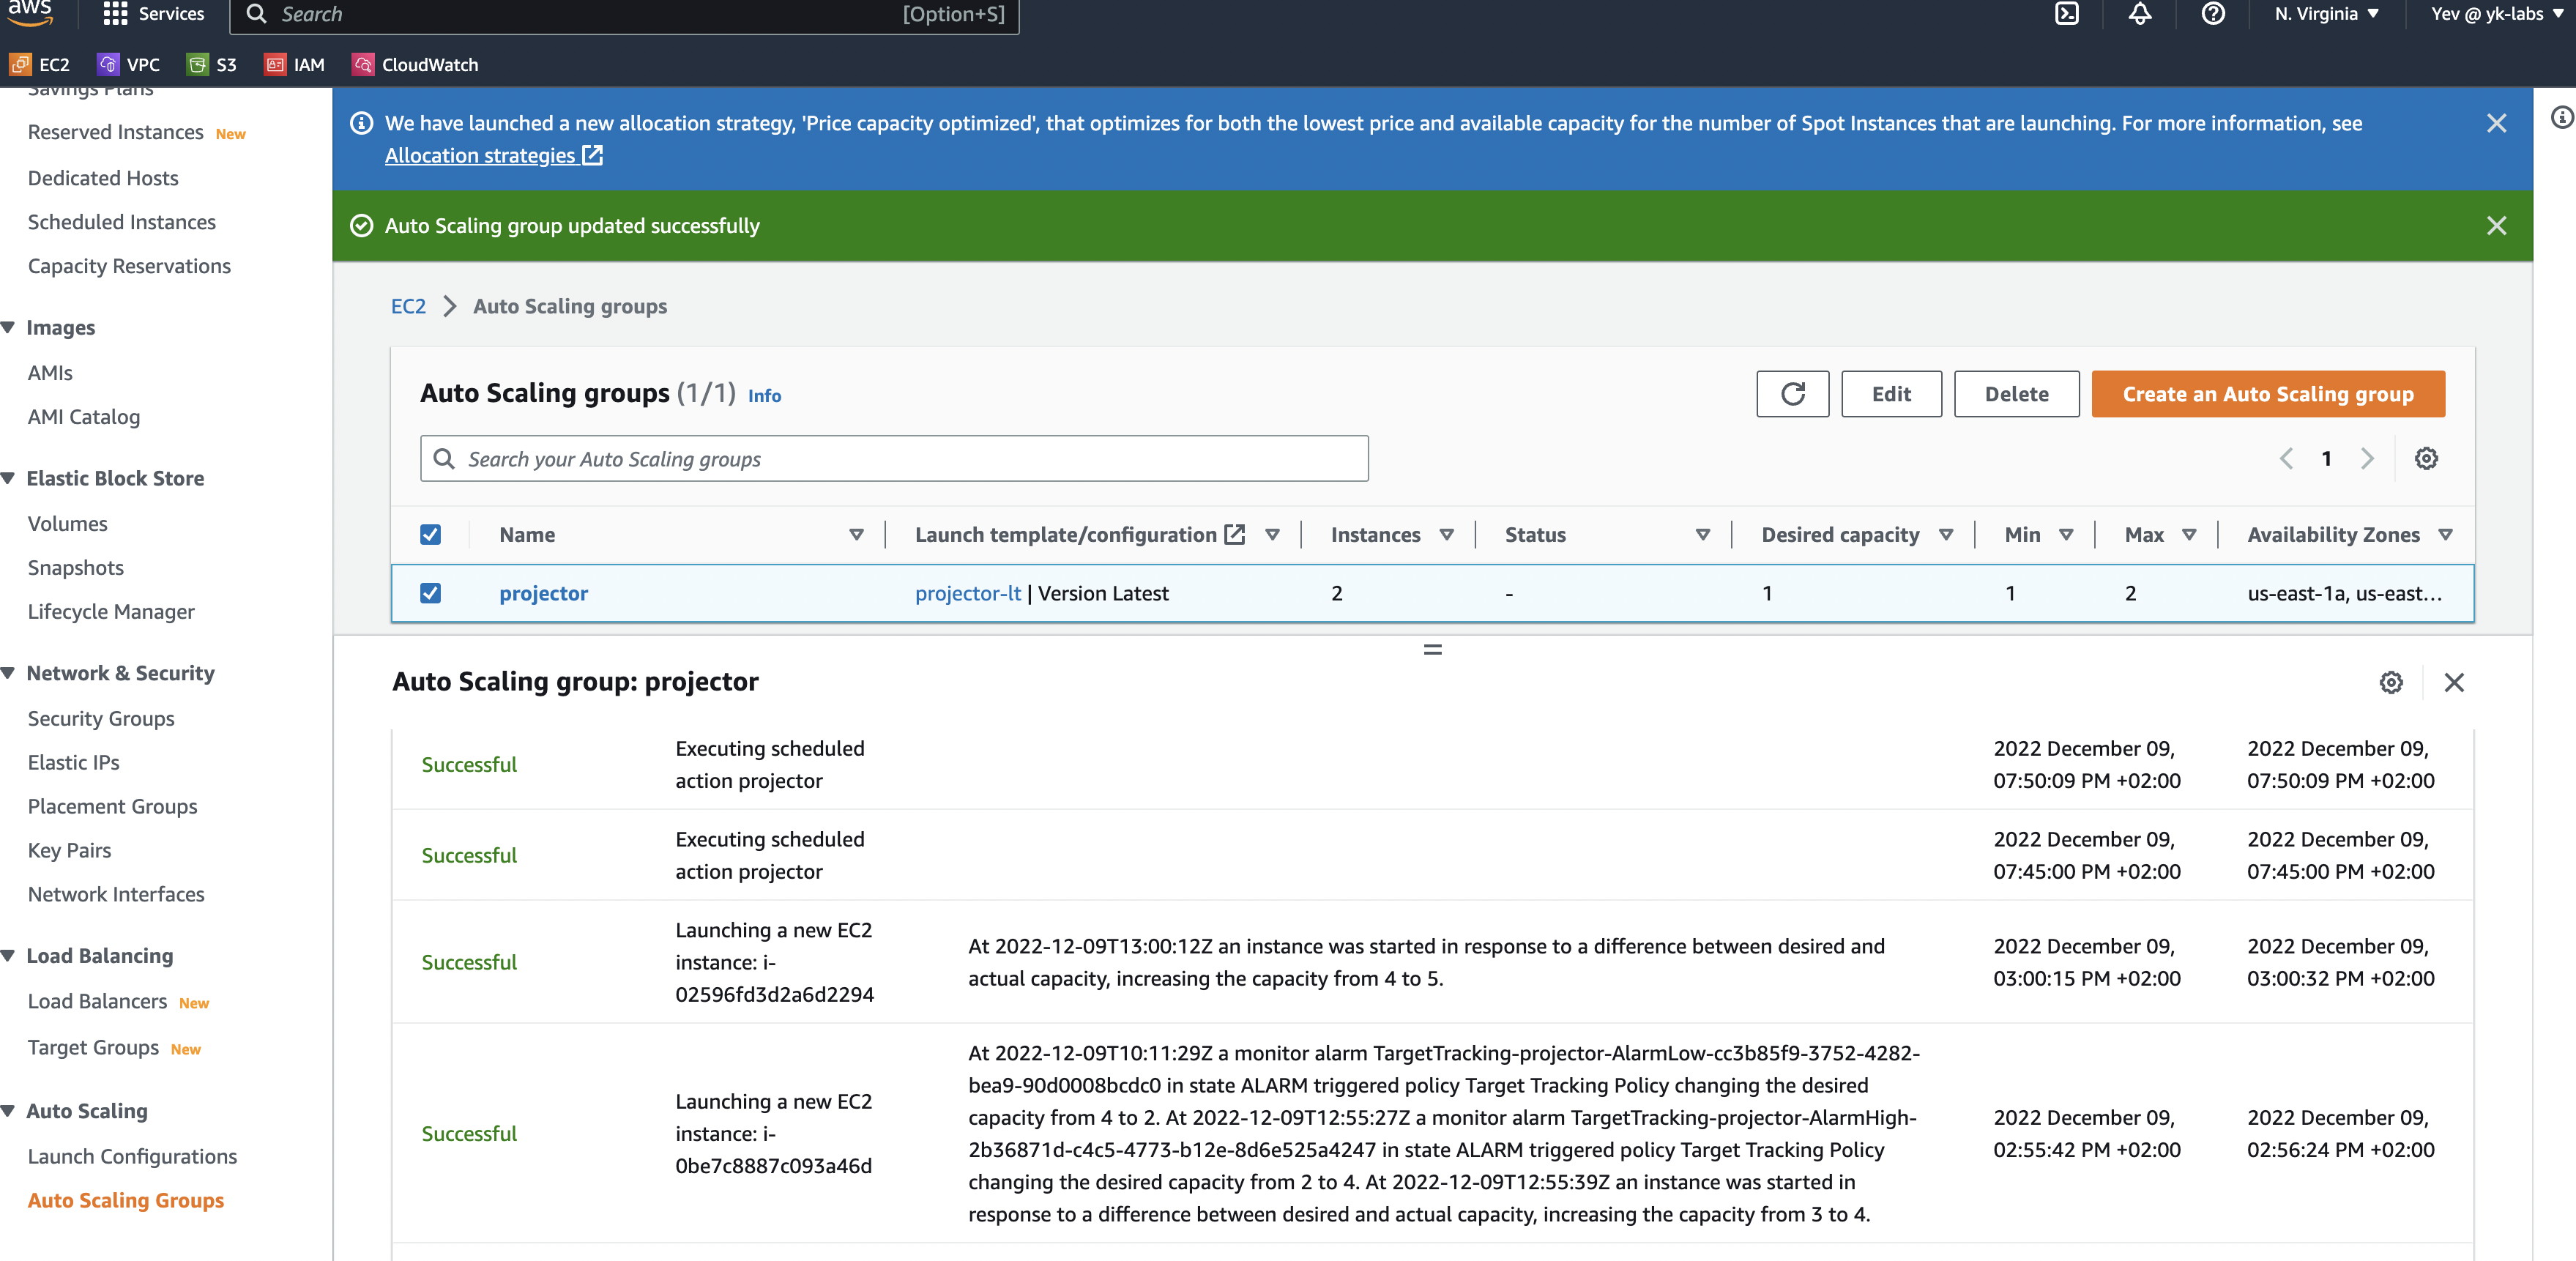 aws
Services
Search
[Option+S]
N. Virginia
Yev @ yk-labs
EC2
VPC
S3
IAM
CloudWatch
Savings Plans
Reserved Instances New
Dedicated Hosts
Scheduled Instances
Capacity Reservations
Images
AMIs
AMI Catalog
Elastic Block Store
Volumes
Snapshots
Lifecycle Manager
Network & Security
Security Groups
Elastic IPs
Placement Groups
Key Pairs
Network Interfaces
Load Balancing
Load Balancers New
Target Groups New
Auto Scaling
Launch Configurations
Auto Scaling Groups
We have launched a new allocation strategy, 'Price capacity optimized', that optimizes for both the lowest price and available capacity for the number of Spot Instances that are launching. For more information, see
Allocation strategies
Auto Scaling group updated successfully
EC2
Auto Scaling groups
Auto Scaling groups (1/1) Info
Edit
Delete
Create an Auto Scaling group
Search your Auto Scaling groups
1
Name
Launch template/configuration
Instances
Status
Desired capacity
Min
Max
Availability Zones
projector
projector-lt | Version Latest
2
-
1
1
2
us-east-1a, us-east...
Auto Scaling group: projector
Successful
Executing scheduled
action projector
2022 December 09,
07:50:09 PM +02:00
2022 December 09,
07:50:09 PM +02:00
Successful
Executing scheduled
action projector
2022 December 09,
07:45:00 PM +02:00
2022 December 09,
07:45:00 PM +02:00
Successful
Launching a new EC2
instance: i-
02596fd3d2a6d2294
At 2022-12-09T13:00:12Z an instance was started in response to a difference between desired and
actual capacity, increasing the capacity from 4 to 5.
2022 December 09,
03:00:15 PM +02:00
2022 December 09,
03:00:32 PM +02:00
Successful
Launching a new EC2
instance: i-
0be7c8887c093a46d
At 2022-12-09T10:11:29Z a monitor alarm TargetTracking-projector-AlarmLow-cc3b85f9-3752-4282-
bea9-90d0008bcdc0 in state ALARM triggered policy Target Tracking Policy changing the desired
capacity from 4 to 2. At 2022-12-09T12:55:27Z a monitor alarm TargetTracking-projector-AlarmHigh-
2b36871d-c4c5-4773-b12e-8d6e525a4247 in state ALARM triggered policy Target Tracking Policy
changing the desired capacity from 2 to 4. At 2022-12-09T12:55:39Z an instance was started in
response to a difference between desired and actual capacity, increasing the capacity from 3 to 4.
2022 December 09,
02:55:42 PM +02:00
2022 December 09,
02:56:24 PM +02:00